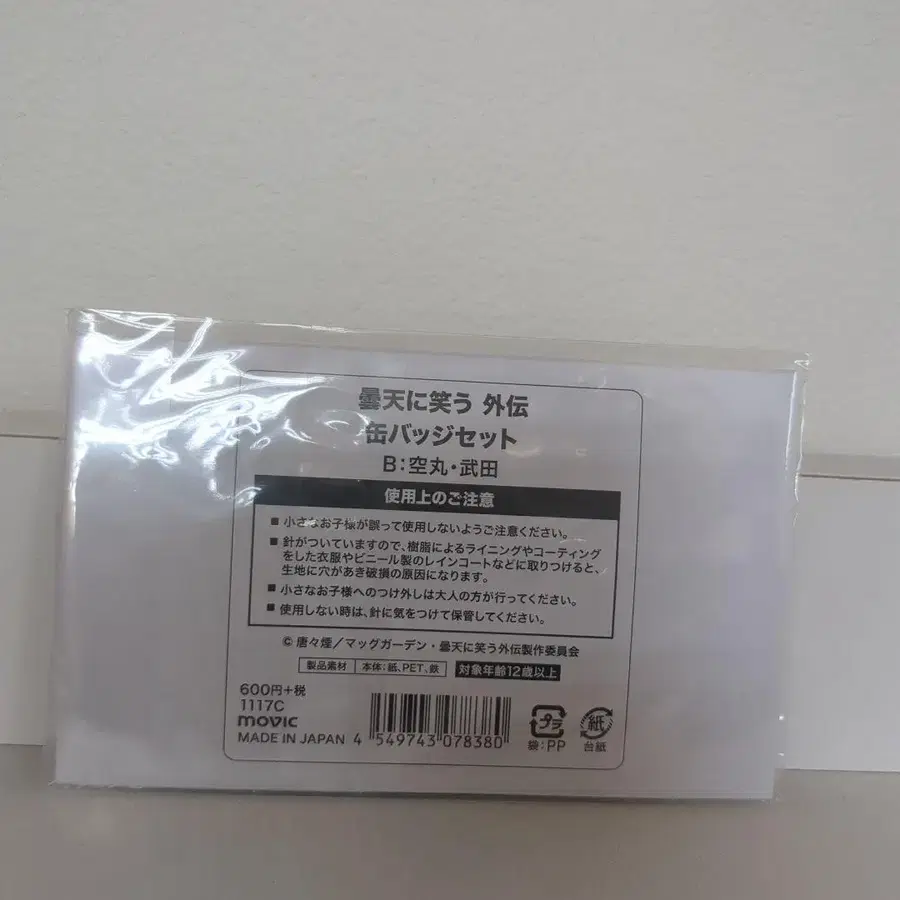 曇天に笑う 外伝
缶バッジセット
B:空丸・武田
使用上のご注意
■ 小さなお子様が誤って使用しないようご注意ください。
■ 針がついていますので、樹脂によるライニングやコーティング
をした衣服やビニール製のレインコートなどに取りつけると、
生地に穴があき破損の原因になります。
■ 小さなお子様へのつけ外しは大人の方が行ってください。
■ 使用しない時は、針に気をつけて保管してください。
© 唐々煙/マッグガーデン・曇天に笑う外伝製作委員会
製品素材 本体:紙、PET、鉄 対象年齢12歳以上
600円+税
1117C
movic
MADE IN JAPAN
4 549743 078380
プラ
袋:PP
紙
台紙